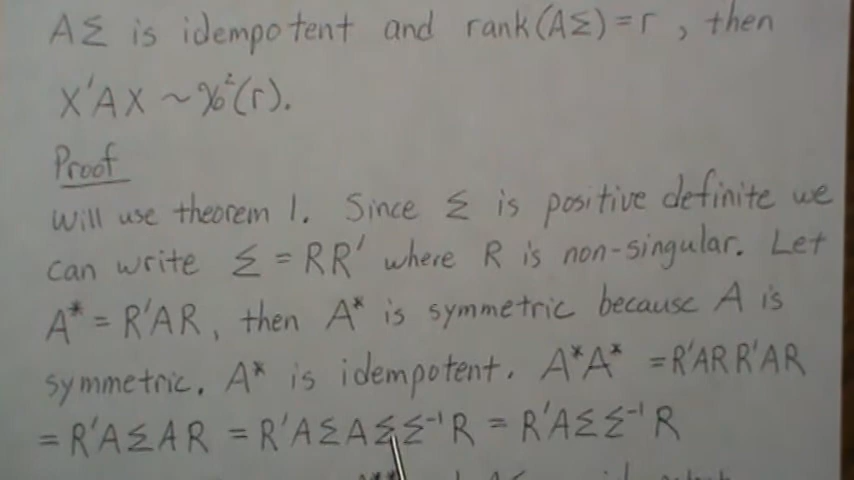 AΣ is idempotent and rank(AΣ)=r, then
X'AX ~ χ²(r).
Proof
Will use theorem 1. Since Σ is positive definite we
can write Σ = RR' where R is non-singular. Let
A* = R'AR, then A* is symmetric because A is
symmetric. A* is idempotent. A*A* = R'ARR'AR
= R'AΣAR = R'AΣAΣΣ⁻¹R = R'AΣΣ⁻¹R